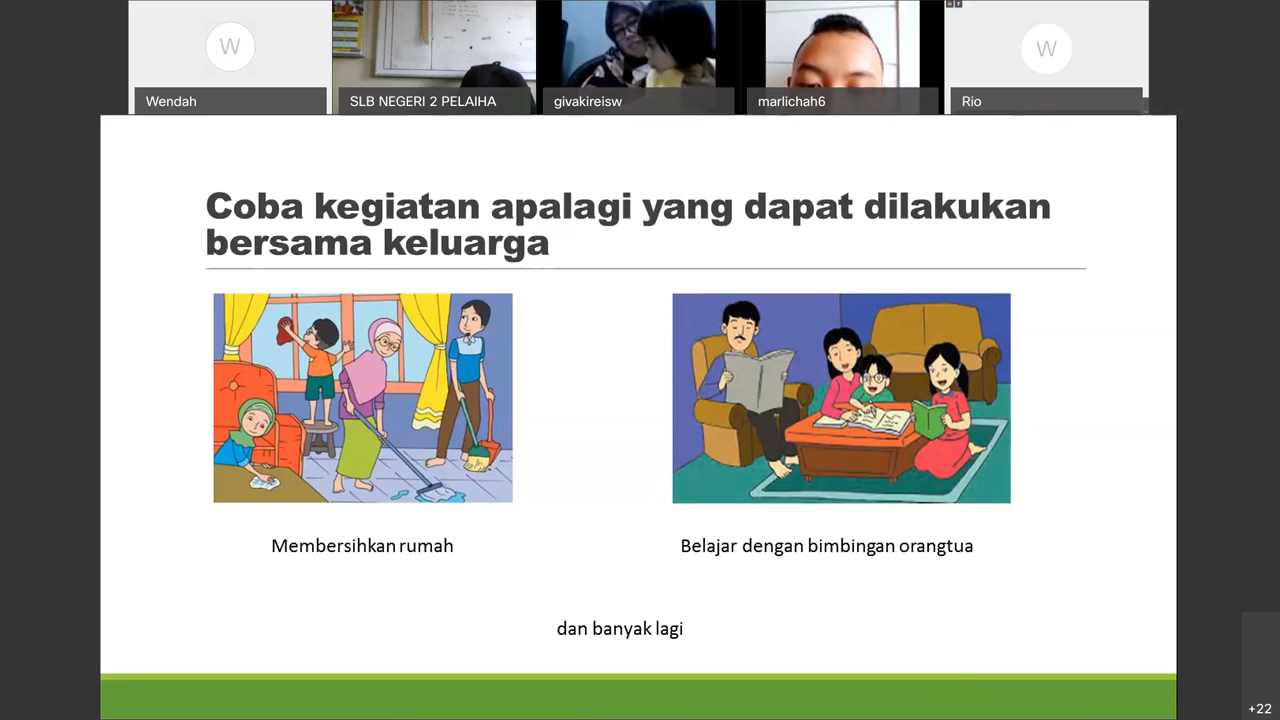 W
W
Wendah
SLB NEGERI 2 PELAIHA
givakireisw
marlichah6
Rio
Coba kegiatan apalagi yang dapat dilakukan
bersama keluarga
Membersihkan rumah
Belajar dengan bimbingan orangtua
dan banyak lagi
+22